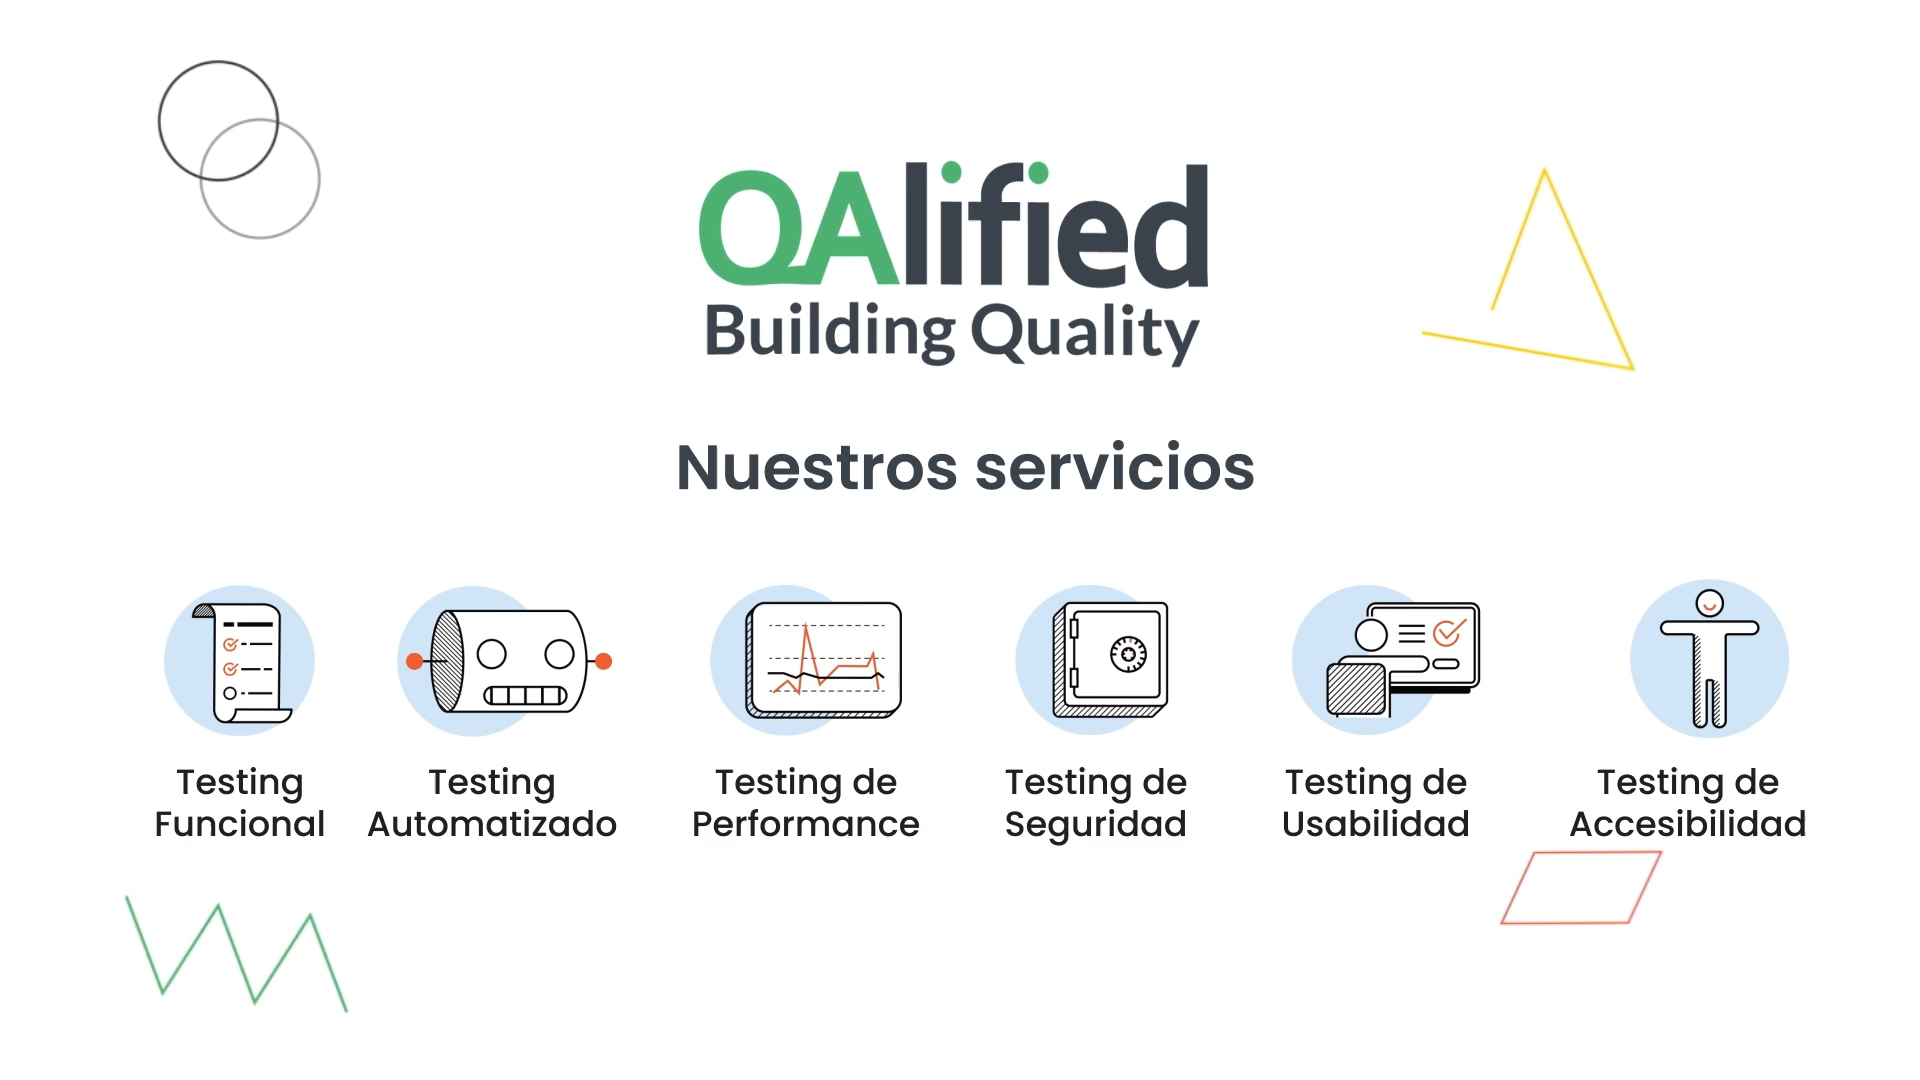 QAlified
Building Quality
Nuestros servicios
Testing
Funcional
Testing
Automatizado
Testing de
Performance
Testing de
Seguridad
Testing de
Usabilidad
Testing de
Accesibilidad